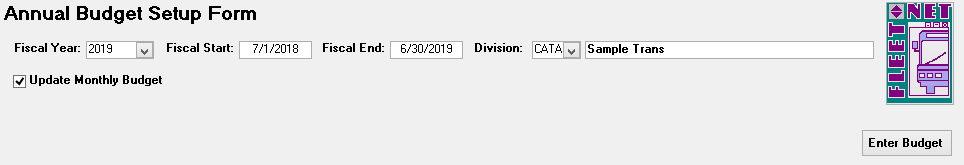 Annual Budget Setup Form
Fiscal Year: 2019 Fiscal Start: 7/1/2018 Fiscal End: 6/30/2019 Division: CATA Sample Trans
Update Monthly Budget
FLEET NET
Enter Budget